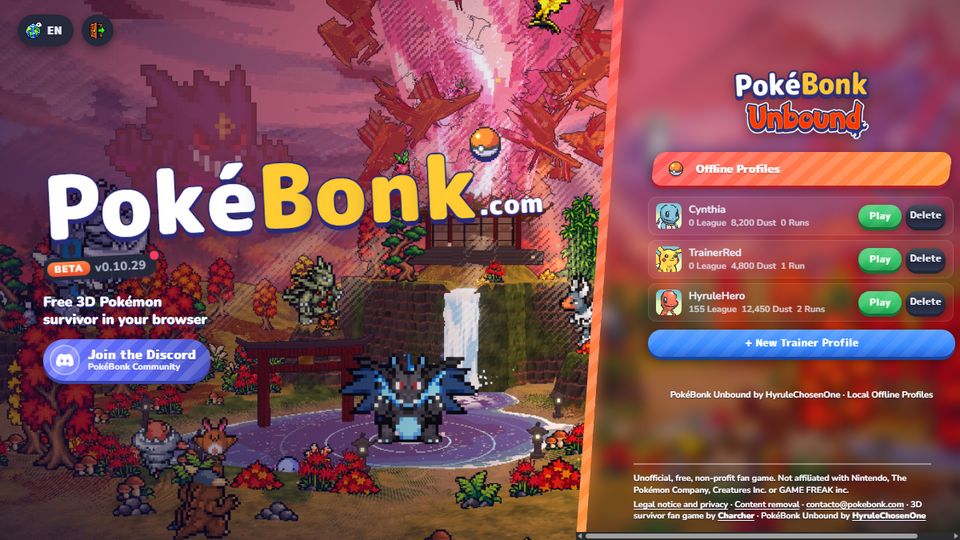 EN
PokéBonk.com
BETA v0.10.29
Free 3D Pokémon
survivor in your browser
Join the Discord
PokéBonk Community
PokéBonk
Unbound
Offline Profiles
Cynthia
0 League 8,200 Dust 0 Runs
Play Delete
TrainerRed
0 League 4,800 Dust 1 Run
Play Delete
HyruleHero
155 League 12,450 Dust 2 Runs
Play Delete
+ New Trainer Profile
PokéBonk Unbound by HyruleChosenOne · Local Offline Profiles
Unofficial, free, non-profit fan game. Not affiliated with Nintendo, The
Pokémon Company, Creatures Inc. or GAME FREAK inc.
Legal notice and privacy · Content removal · contacto@pokebonk.com · 3D
survivor fan game by Charcher · PokéBonk Unbound by HyruleChosenOne